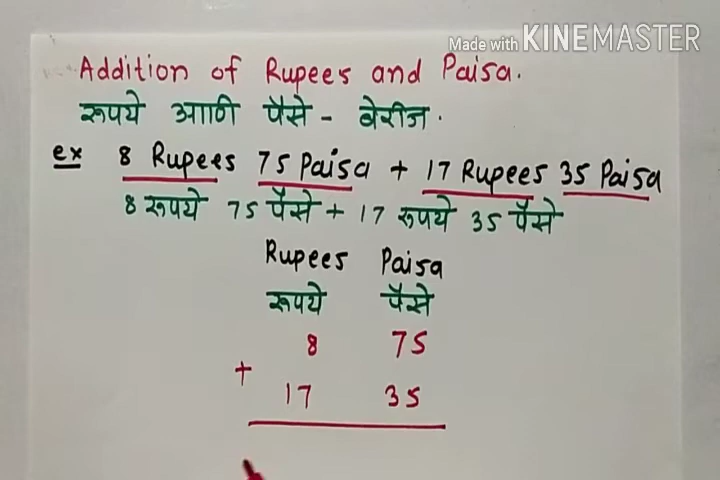 Made with KINEMASTER
Addition of Rupees and Paisa.
रूपये आणि पैसे - बेरीज.
ex 8 Rupees 75 Paisa + 17 Rupees 35 Paisa
8 रूपये 75 पैसे + 17 रूपये 35 पैसे
Rupees Paisa
रूपये पैसे
8 75
+
17 35